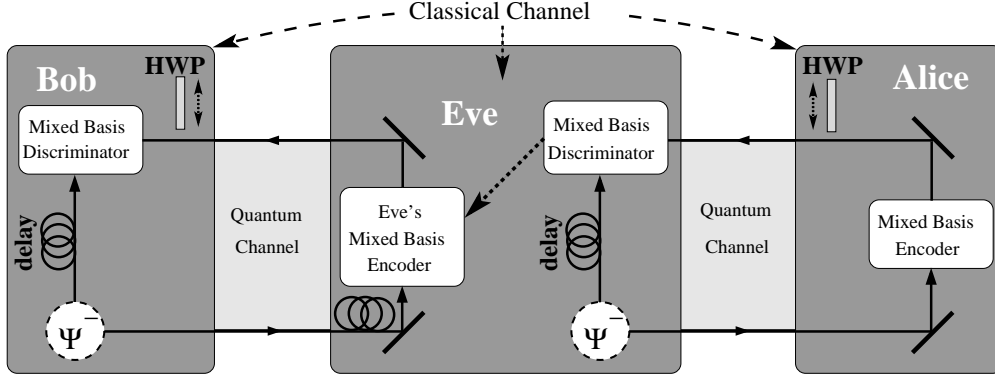 Classical Channel
Bob
HWP
Mixed Basis
Discriminator
delay
Ψ−
Quantum
Channel
Eve
Eve's
Mixed Basis
Encoder
Mixed Basis
Discriminator
delay
Ψ−
Quantum
Channel
HWP
Alice
Mixed Basis
Encoder